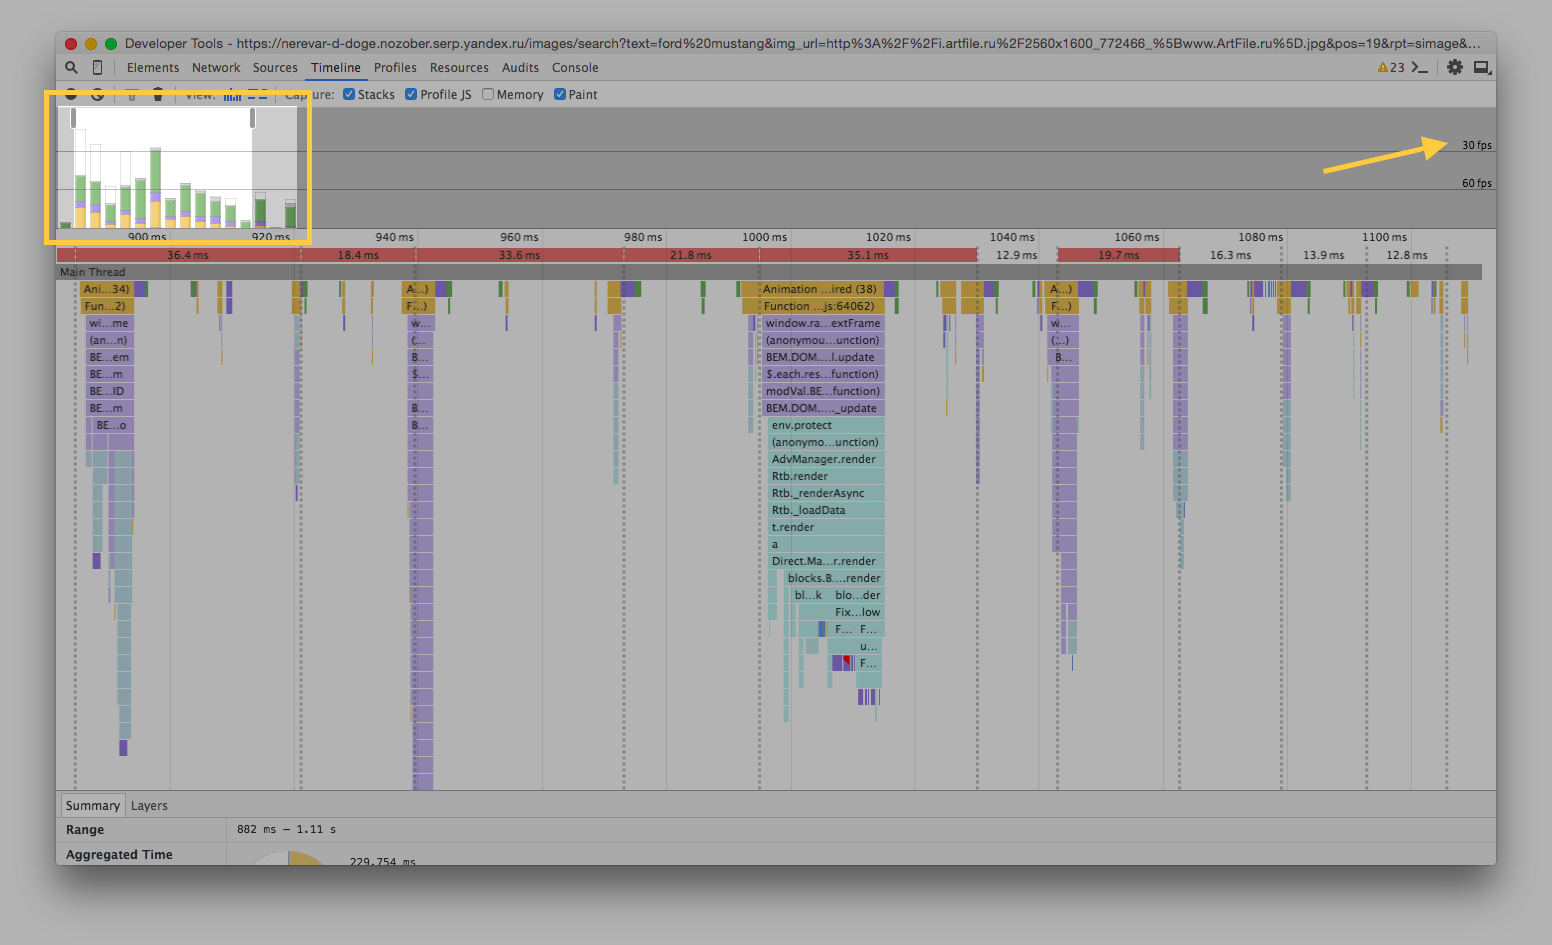 Developer Tools - https://nerevar-d-doge.nozober.serp.yandex.ru/images/search?text=ford%20mustang&img_url=http%3A%2F%2Fi.artfile.ru%2F2560x1600_772466_%5Bwww.ArtFile.ru%5D.jpg&pos=19&rpt=simage&...
Elements Network Sources Timeline Profiles Resources Audits Console 23
View: Capture: Stacks Profile JS Memory Paint
30 fps
60 fps
900 ms 920 ms 940 ms 960 ms 980 ms 1000 ms 1020 ms 1040 ms 1060 ms 1080 ms 1100 ms
36.4 ms 18.4 ms 33.6 ms 21.8 ms 35.1 ms 12.9 ms 19.7 ms 16.3 ms 13.9 ms 12.8 ms
Main Thread
Ani...34) A...) Animation ...ired (38) A...)
Fun...2) F...) Function ...js:64062) F...)
wi...me w... window.ra...extFrame w...
(an...n) (... (anonymou...unction) (...)
BE...em B... BEM.DOM....l.update B...
BE...m $... $.each.res...function)
BE...ID modVal.BE...function)
BE...m B... BEM.DOM....._update
BE...o B... env.protect
(anonymo...unction)
AdvManager.render
Rtb.render
Rtb._renderAsync
Rtb._loadData
t.render
a
Direct.Ma...r.render
blocks.B....render
bl...k blo...der
Fix...low
F... F...
u...
F...
Summary Layers
Range 882 ms – 1.11 s
Aggregated Time
229.754 ms